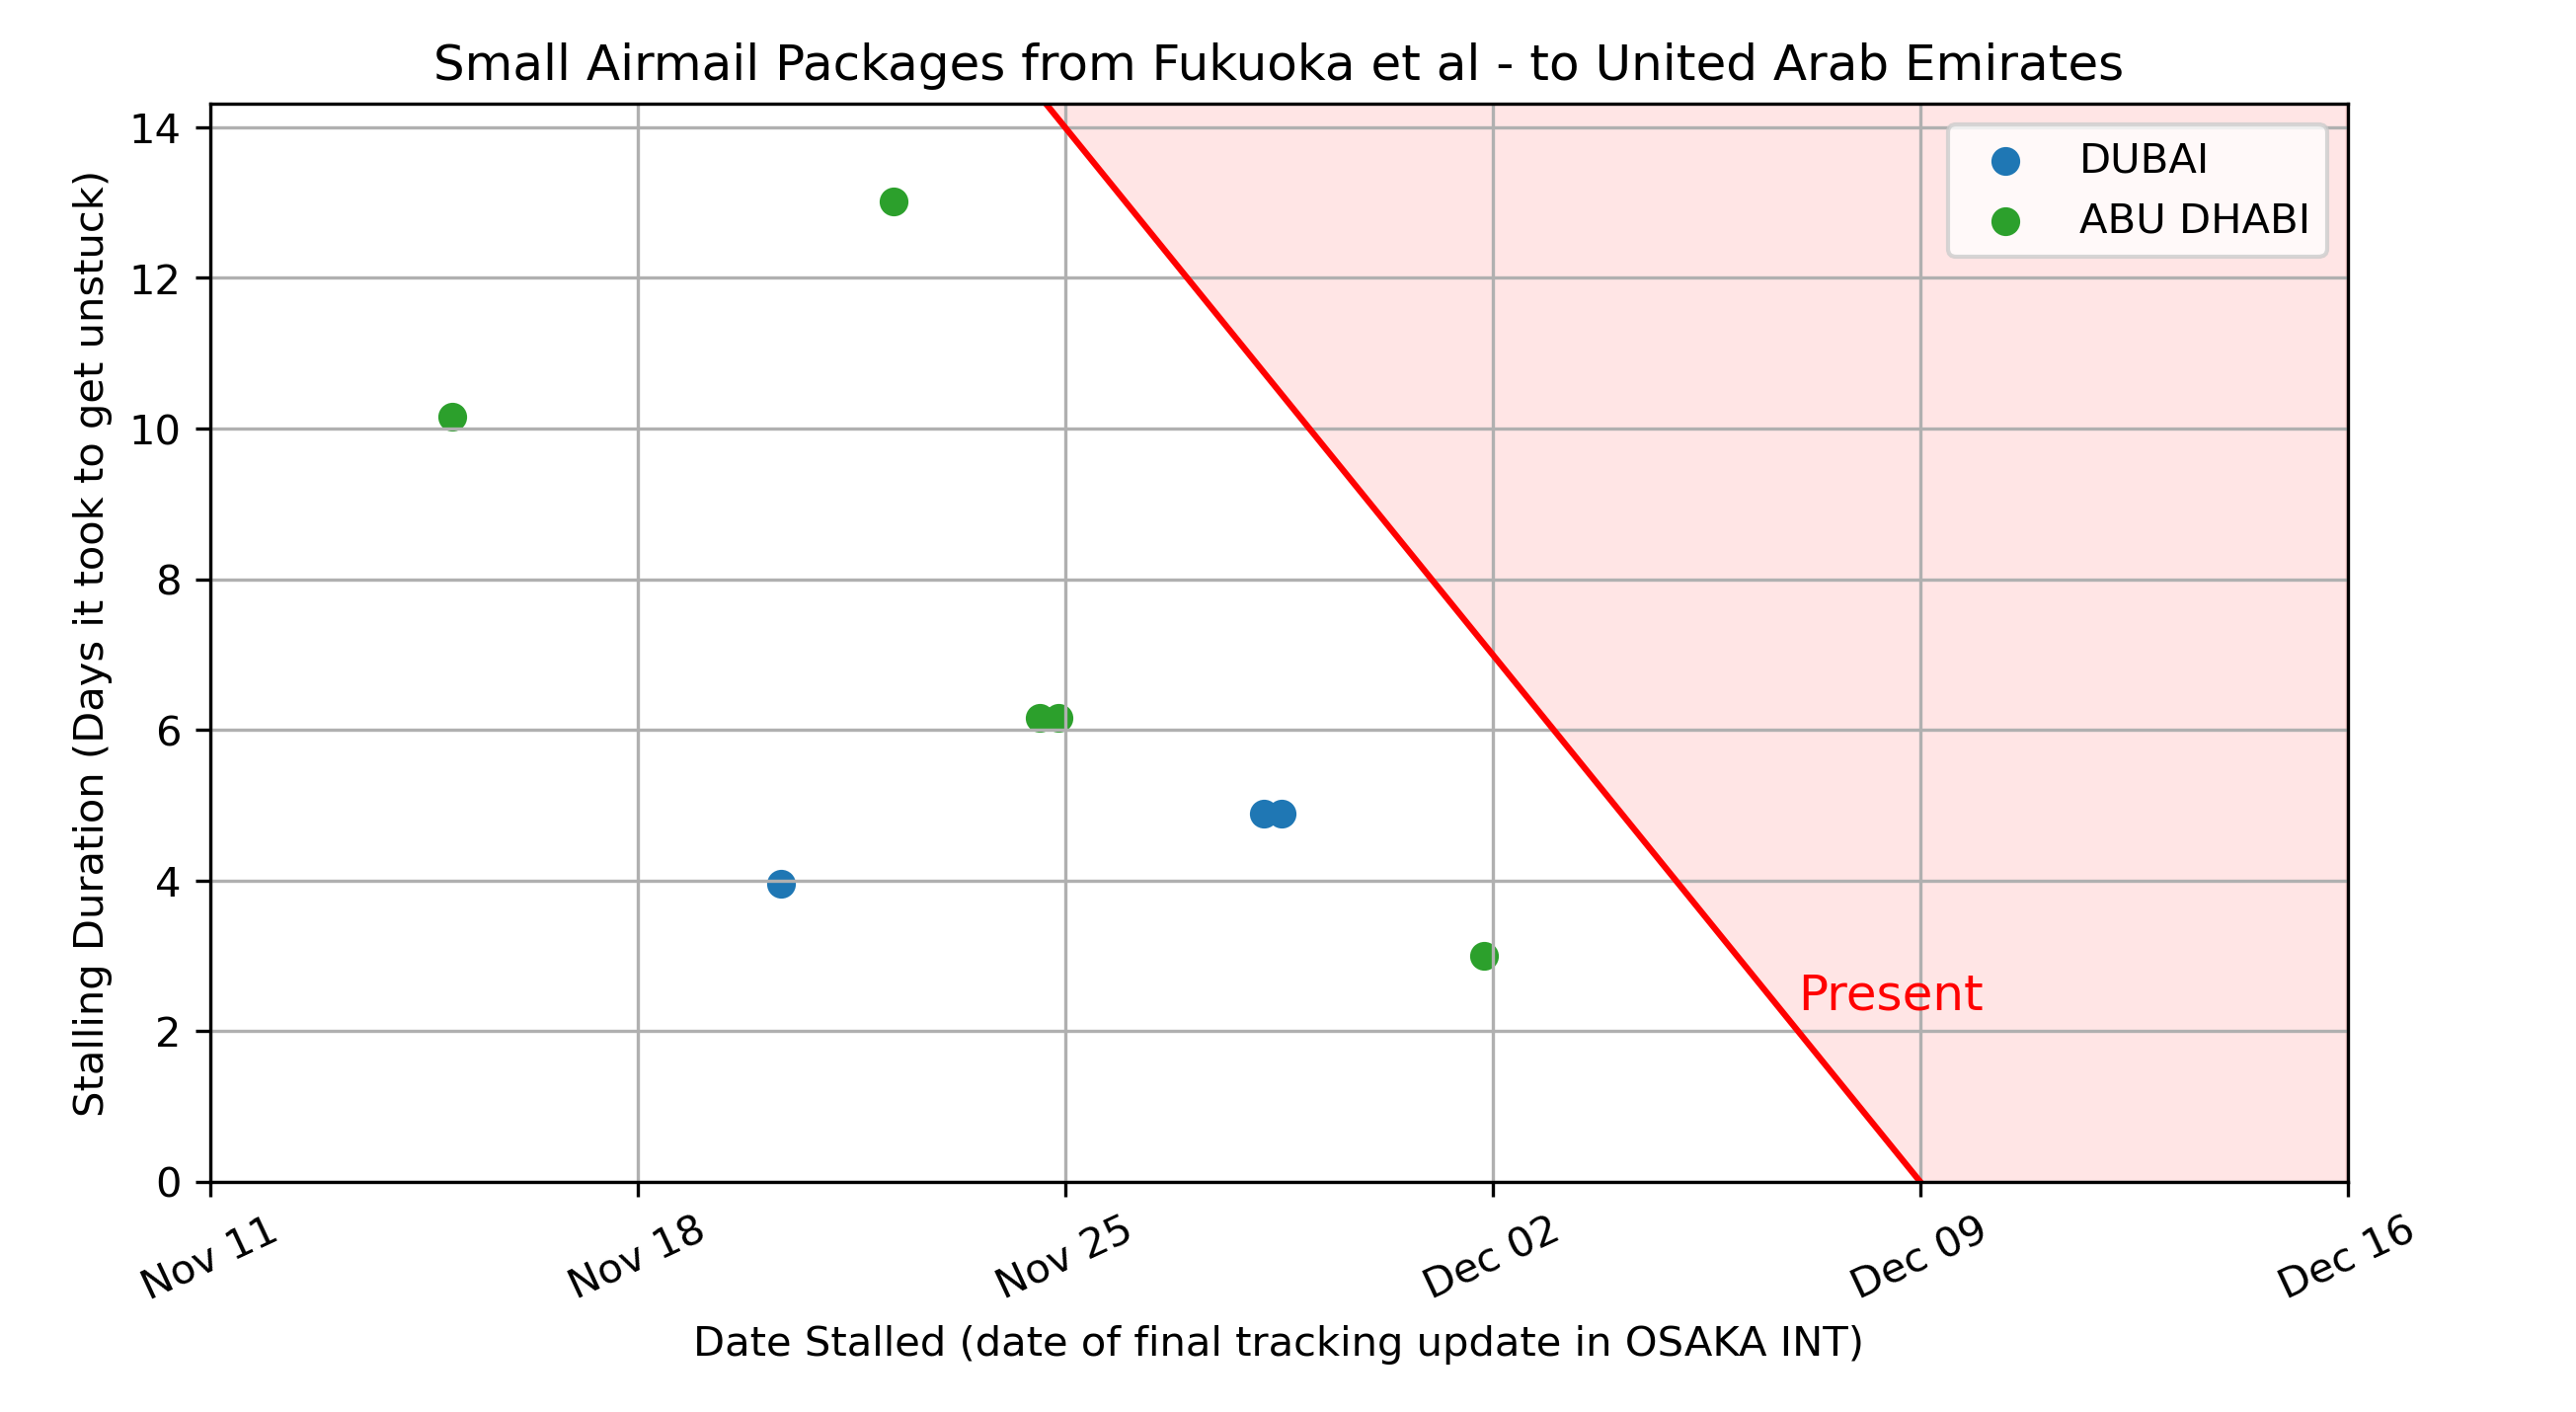 Small Airmail Packages from Fukuoka et al - to United Arab Emirates
Stalling Duration (Days it took to get unstuck)
14
12
10
8
6
4
2
0
DUBAI
ABU DHABI
Present
Nov 11
Nov 18
Nov 25
Dec 02
Dec 09
Dec 16
Date Stalled (date of final tracking update in OSAKA INT)